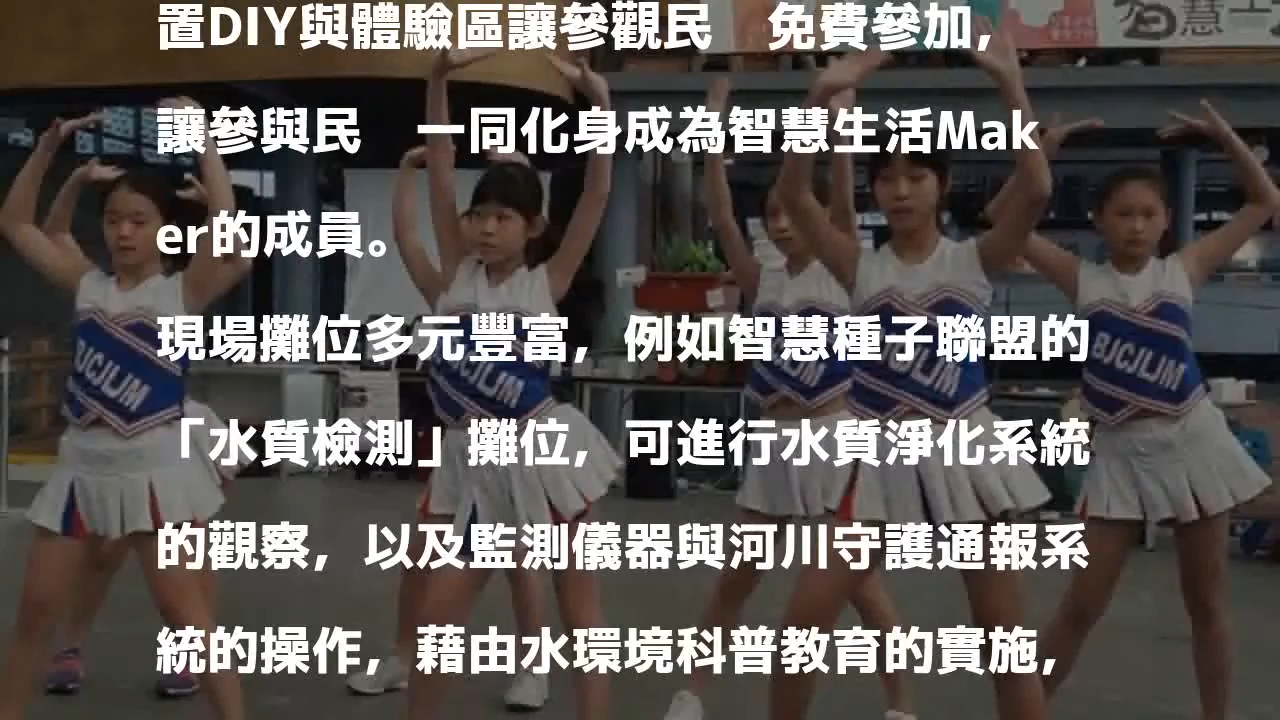 置DIY與體驗區讓參觀民　免費參加，
讓參與民　一同化身成為智慧生活Mak
er的成員。
現場攤位多元豐富，例如智慧種子聯盟的
「水質檢測」攤位，可進行水質淨化系統
的觀察，以及監測儀器與河川守護通報系
統的操作，藉由水環境科普教育的實施，
慧
BJCJLJM
BJCJLJM